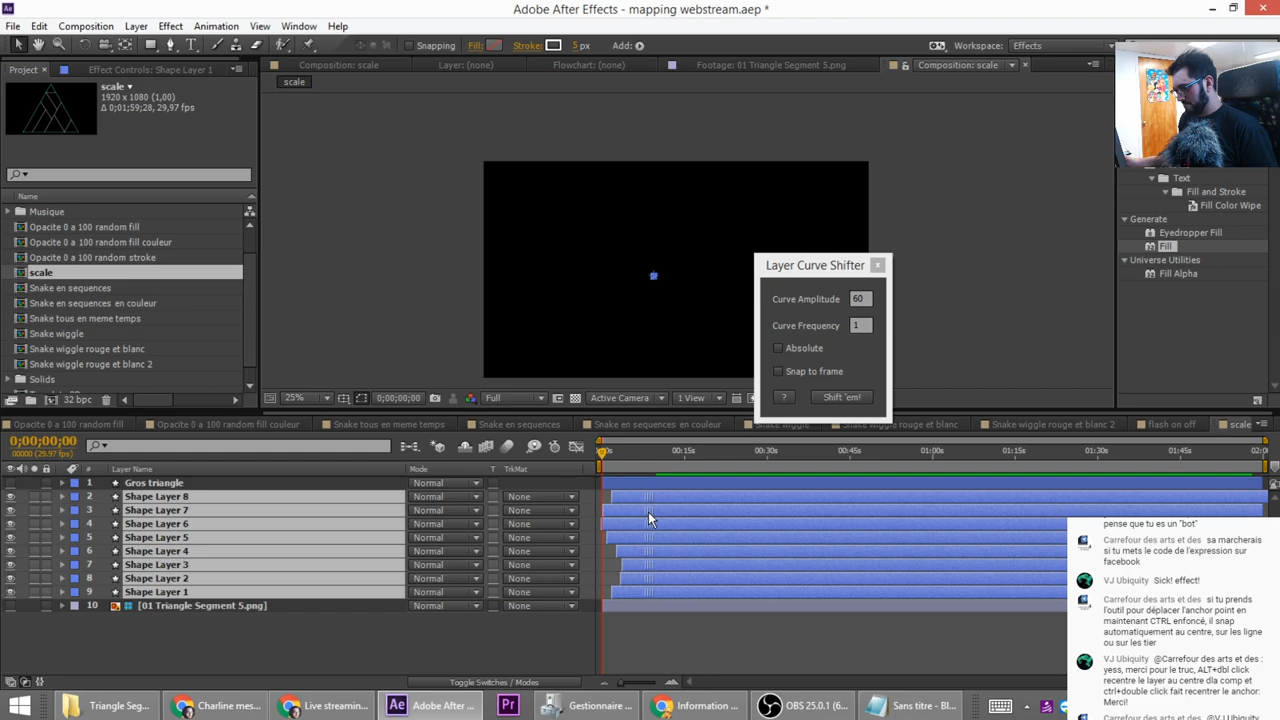 Adobe After Effects - mapping webstream.aep *
File Edit Composition Layer Effect Animation View Window Help
Snapping Fill: Stroke: 5 px Add: Workspace: Effects
Project Effect Controls: Shape Layer 1
Composition: scale Layer: (none) Flowchart: (none) Footage: 01 Triangle Segment 5.png Composition: scale
scale
scale
1920 x 1080 (1,00)
Δ 0;01;59;28, 29,97 fps
Name
Musique
Opacite 0 a 100 random fill
Opacite 0 a 100 random fill couleur
Opacite 0 a 100 random stroke
scale
Snake en sequences
Snake en sequences en couleur
Snake tous en meme temps
Snake wiggle
Snake wiggle rouge et blanc
Snake wiggle rouge et blanc 2
Solids
32 bpc
Layer Curve Shifter
Curve Amplitude 60
Curve Frequency 1
Absolute
Snap to frame
? Shift 'em!
25% 0;00;00;00 Full Active Camera 1 View
Text
Fill and Stroke
Fill Color Wipe
Generate
Eyedropper Fill
Fill
Universe Utilities
Fill Alpha
Opacite 0 a 100 random fill Opacite 0 a 100 random fill couleur Snake tous en meme temps Snake en sequences Snake en sequences en couleur Snake wiggle Snake wiggle rouge et blanc Snake wiggle rouge et blanc 2 flash on off scale
0;00;00;00
00000 (29.97 fps)
:00s 00:15s 00:30s 00:45s 01:00s 01:15s 01:30s 01:45s 02:0
# Layer Name Mode T TrkMat
1 Gros triangle Normal
2 Shape Layer 8 Normal None
3 Shape Layer 7 Normal None
4 Shape Layer 6 Normal None
5 Shape Layer 5 Normal None
6 Shape Layer 4 Normal None
7 Shape Layer 3 Normal None
8 Shape Layer 2 Normal None
9 Shape Layer 1 Normal None
10 [01 Triangle Segment 5.png] Normal None
Toggle Switches / Modes
pense que tu es un "bot"
Carrefour des arts et des sa marcherais
si tu mets le code de l'expression sur
facebook
VJ Ubiquity Sick! effect!
Carrefour des arts et des si tu prends
l'outil pour déplacer l'anchor point en
maintenant CTRL enfoncé, il snap
automatiquement au centre, sur les ligne
ou sur les tier
VJ Ubiquity @Carrefour des arts et des :
yess, merci pour le truc, ALT+dbl click
recentre le layer au centre dla comp et
ctrl+double click fait recentrer le anchor:
Merci!
Carrefour des arts et des
Triangle Seg... Charline mes... Live streamin... Adobe After ... Gestionnaire ... Information ... OBS 25.0.1 (6... Sans titre - Bl...